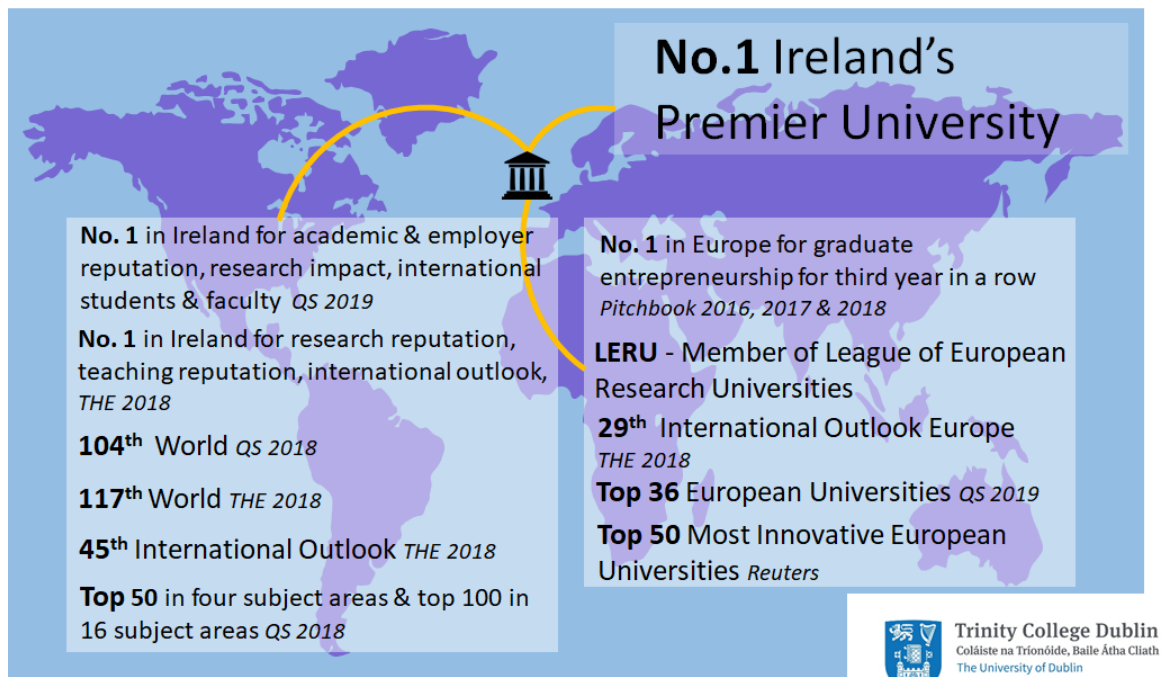 No.1 Ireland's
Premier University
No. 1 in Ireland for academic & employer
reputation, research impact, international
students & faculty QS 2019
No. 1 in Ireland for research reputation,
teaching reputation, international outlook,
THE 2018
104th World QS 2018
117th World THE 2018
45th International Outlook THE 2018
Top 50 in four subject areas & top 100 in
16 subject areas QS 2018
No. 1 in Europe for graduate
entrepreneurship for third year in a row
Pitchbook 2016, 2017 & 2018
LERU - Member of League of European
Research Universities
29th International Outlook Europe
THE 2018
Top 36 European Universities QS 2019
Top 50 Most Innovative European
Universities Reuters
Trinity College Dublin
Coláiste na Tríonóide, Baile Átha Cliath
The University of Dublin